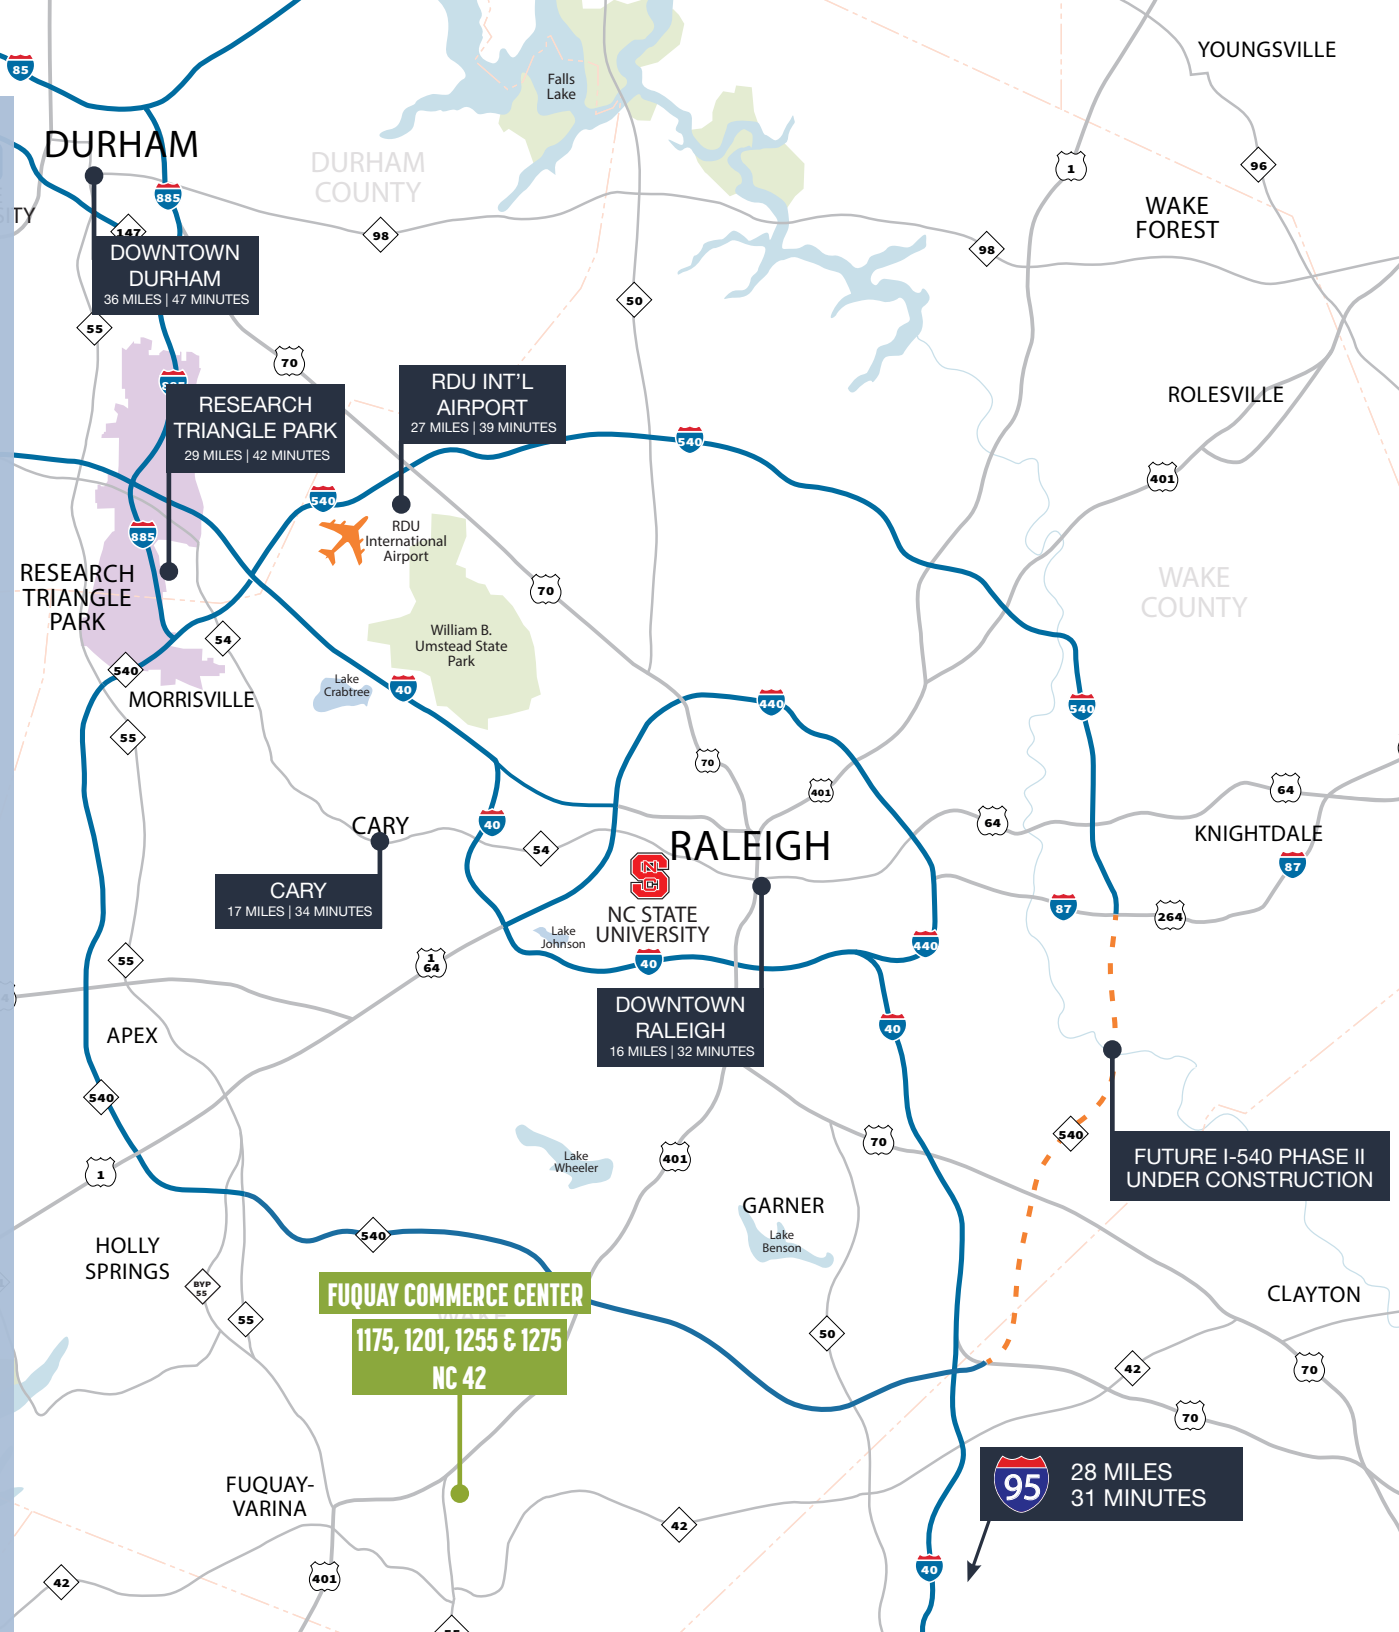 YOUNGSVILLE
85
Falls
Lake
DURHAM
DURHAM
COUNTY
1
96
885
WAKE
FOREST
147
98
98
DOWNTOWN
DURHAM
36 MILES | 47 MINUTES
50
55
70
RDU INT'L
AIRPORT
27 MILES | 39 MINUTES
ROLESVILLE
RESEARCH
TRIANGLE PARK
29 MILES | 42 MINUTES
540
401
540
885
RDU
International
Airport
RESEARCH
TRIANGLE
PARK
70
WAKE
COUNTY
54
William B.
Umstead State
Park
540
MORRISVILLE
Lake
Crabtree
40
440
540
55
70
401
64
CARY
40
54
RALEIGH
64
KNIGHTDALE
87
CARY
17 MILES | 34 MINUTES
NC STATE
UNIVERSITY
87
264
Lake
Johnson
440
55
1
64
40
DOWNTOWN
RALEIGH
16 MILES | 32 MINUTES
40
APEX
540
540
1
Lake
Wheeler
401
70
FUTURE I-540 PHASE II
UNDER CONSTRUCTION
GARNER
Lake
Benson
540
HOLLY
SPRINGS
BYP
55
55
FUQUAY COMMERCE CENTER
1175, 1201, 1255 & 1275
NC 42
CLAYTON
50
42
70
70
95
28 MILES
31 MINUTES
FUQUAY-
VARINA
42
40
401
42